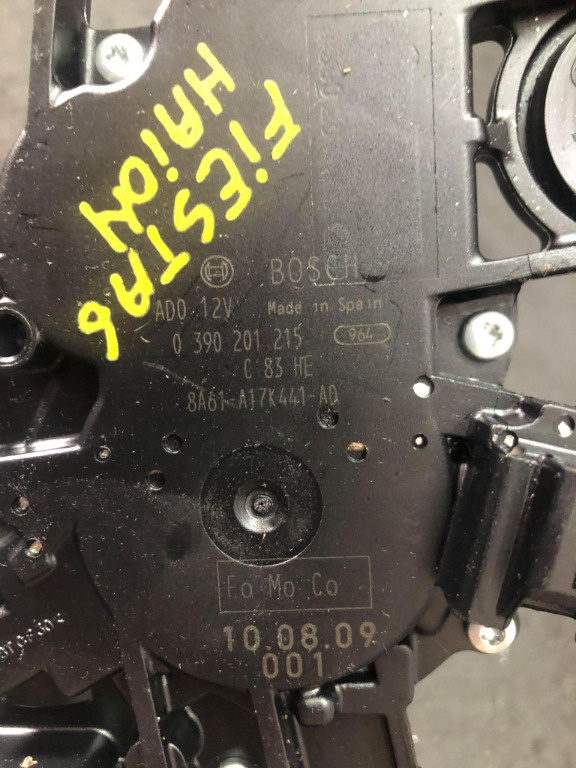 FiESTA6
HAiON
BOSCH
AD0 12V Made in Spain
0 390 201 215 964
C 83 HE
8A61-A17K441-AD
Fo Mo Co
10.08.09
001